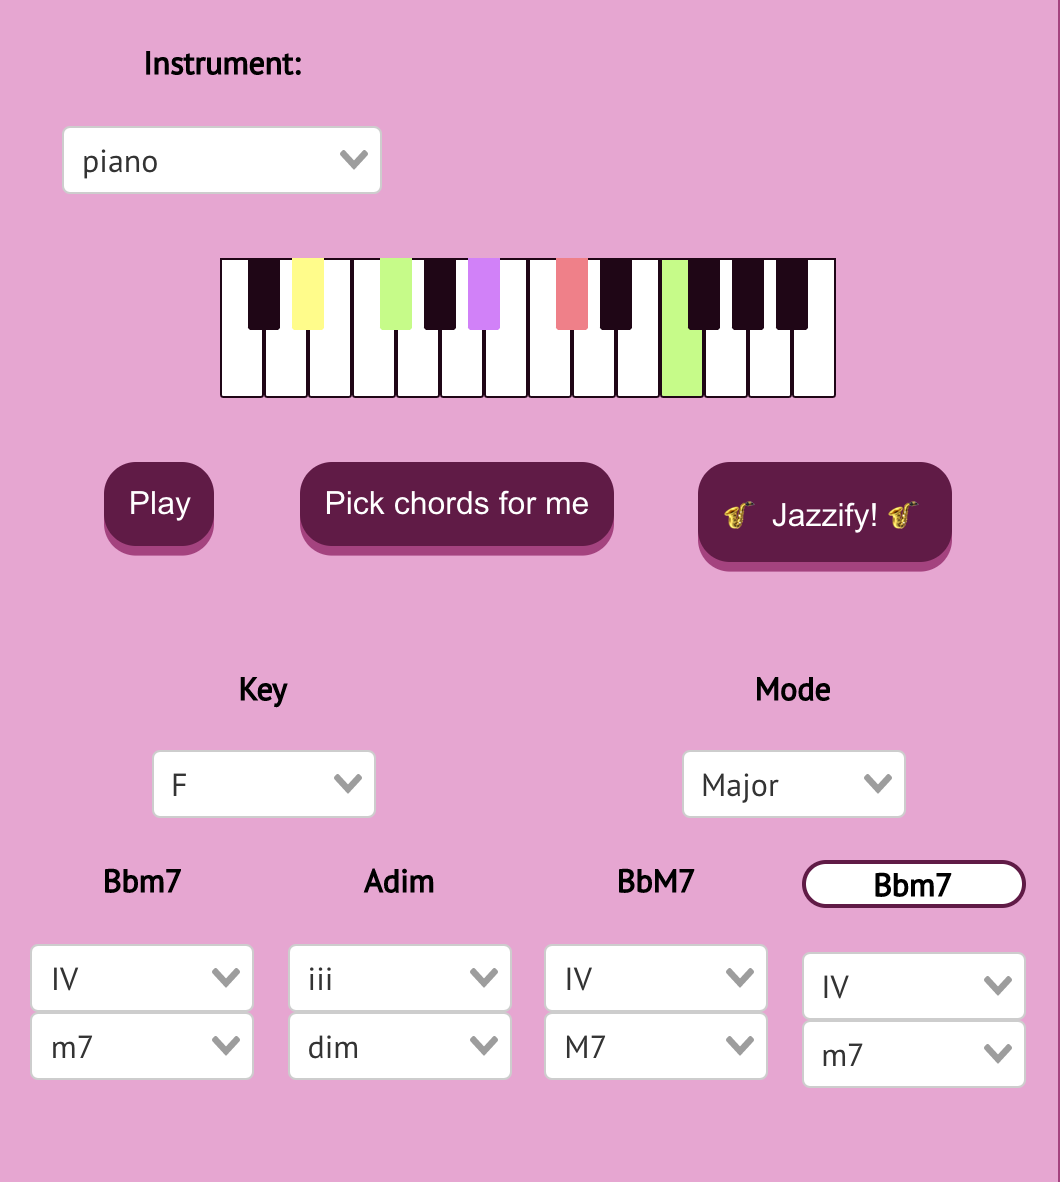 Instrument:
piano
Play
Pick chords for me
🎷 Jazzify! 🎷
Key
Mode
F
Major
Bbm7
Adim
BbM7
Bbm7
IV
iii
IV
IV
m7
dim
M7
m7